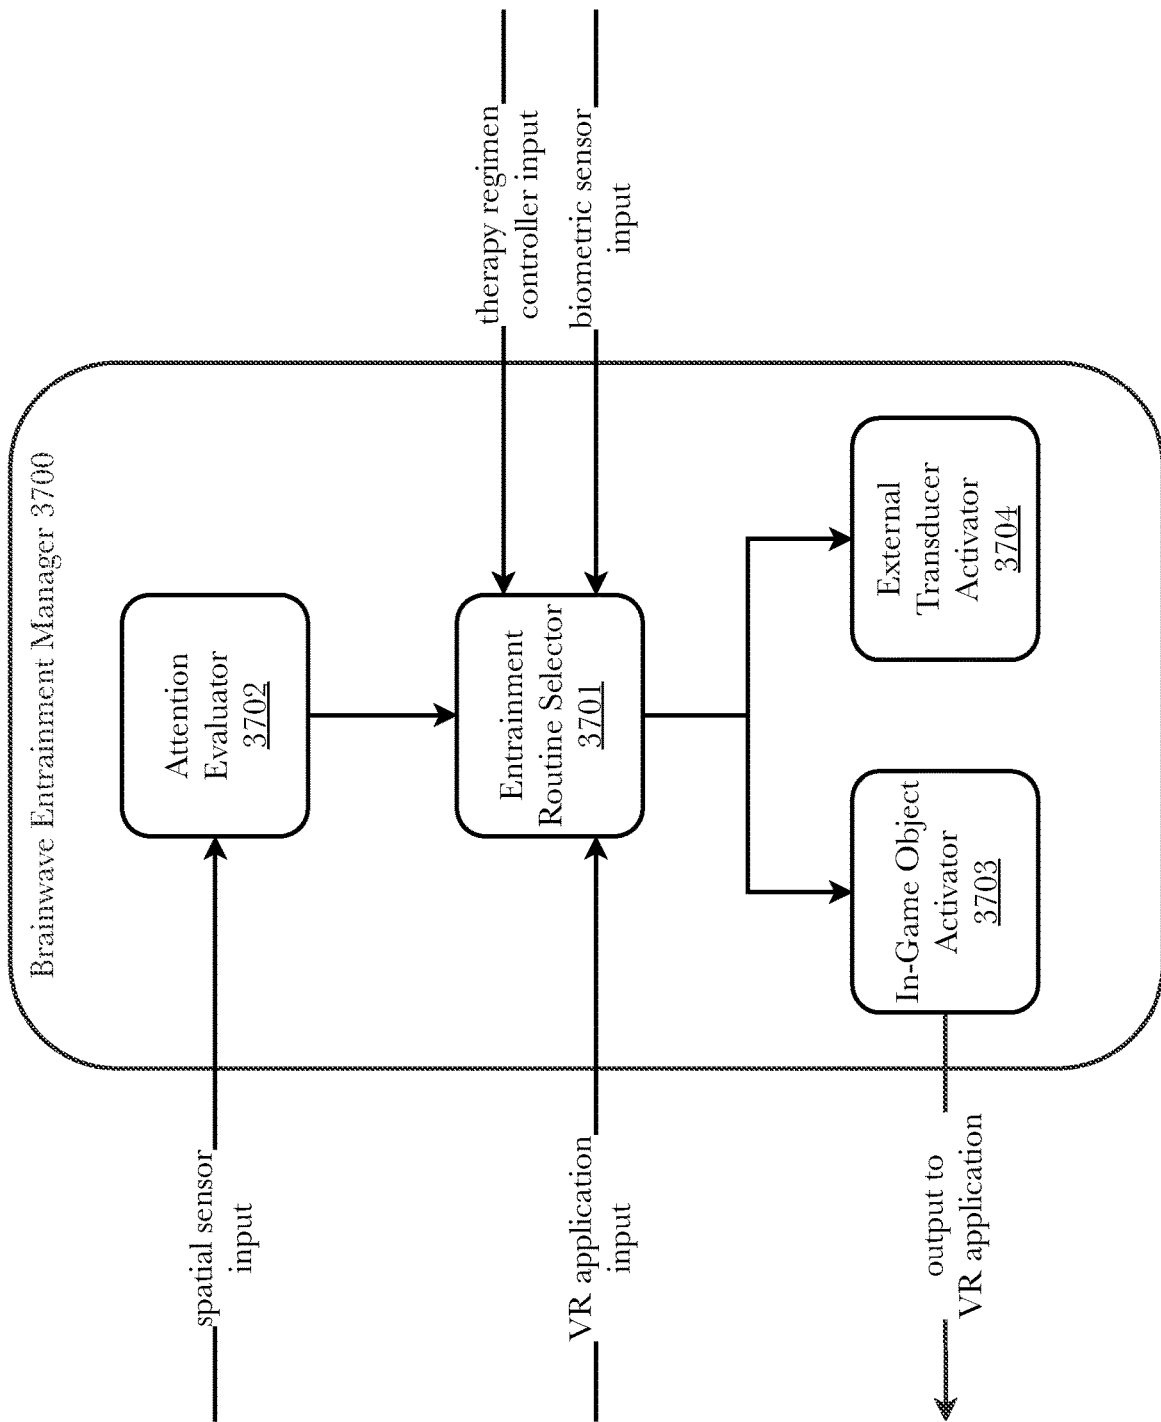 Brainwave Entrainment Manager 3700
spatial sensor
input
Attention
Evaluator
3702
therapy regimen
controller input
VR application
input
Entrainment
Routine Selector
3701
biometric sensor
input
output to
VR application
In-Game Object
Activator
3703
External
Transducer
Activator
3704